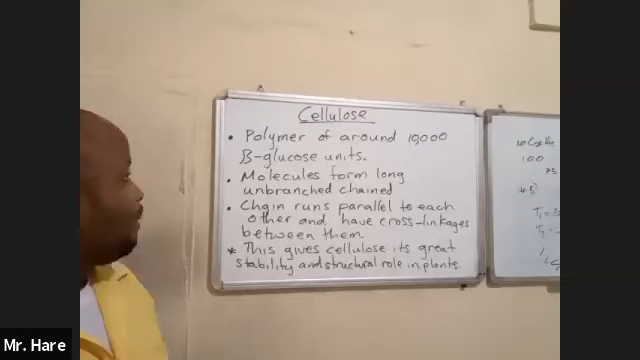 Cellulose
• Polymer of around 10,000
β-glucose units.
• Molecules form long
unbranched chained
• Chain runs parallel to each
other and have cross-linkages
between them
* This gives cellulose its great
stability and structural role in plants.
100
Mr. Hare